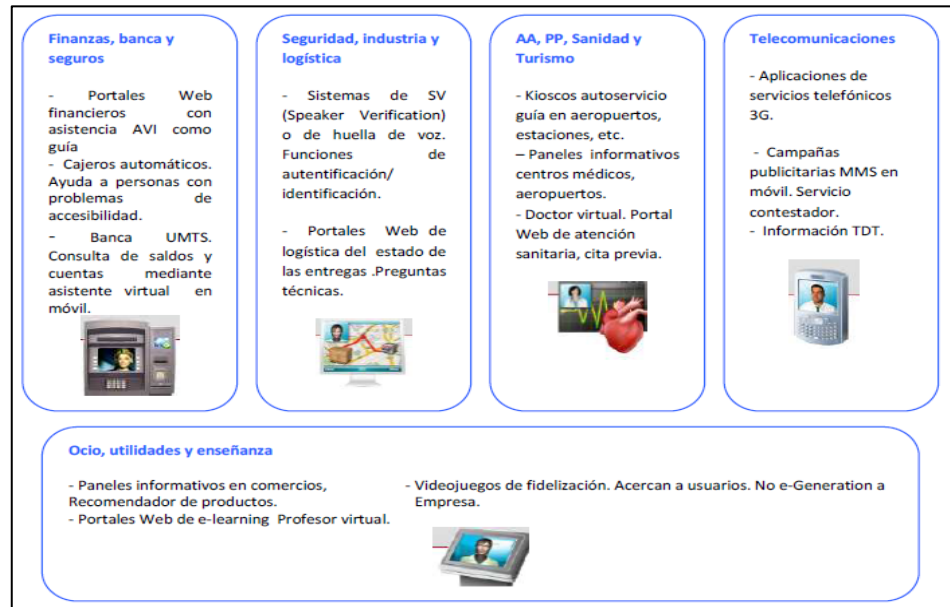 Finanzas, banca y
seguros
- Portales Web
financieros con
asistencia AVI como
guía
- Cajeros automáticos.
Ayuda a personas con
problemas de
accesibilidad.
- Banca UMTS.
Consulta de saldos y
cuentas mediante
asistente virtual en
móvil.
Seguridad, industria y
logística
- Sistemas de SV
(Speaker Verification)
o de huella de voz.
Funciones de
autentificación/
identificación.
- Portales Web de
logística del estado de
las entregas .Preguntas
técnicas.
AA, PP, Sanidad y
Turismo
- Kioscos autoservicio
guía en aeropuertos,
estaciones, etc.
– Paneles informativos
centros médicos,
aeropuertos.
- Doctor virtual. Portal
Web de atención
sanitaria, cita previa.
Telecomunicaciones
- Aplicaciones de
servicios telefónicos
3G.
- Campañas
publicitarias MMS en
móvil. Servicio
contestador.
- Información TDT.
Ocio, utilidades y enseñanza
- Paneles informativos en comercios,
Recomendador de productos.
- Portales Web de e-learning Profesor virtual.
- Videojuegos de fidelización. Acercan a usuarios. No e-Generation a
Empresa.